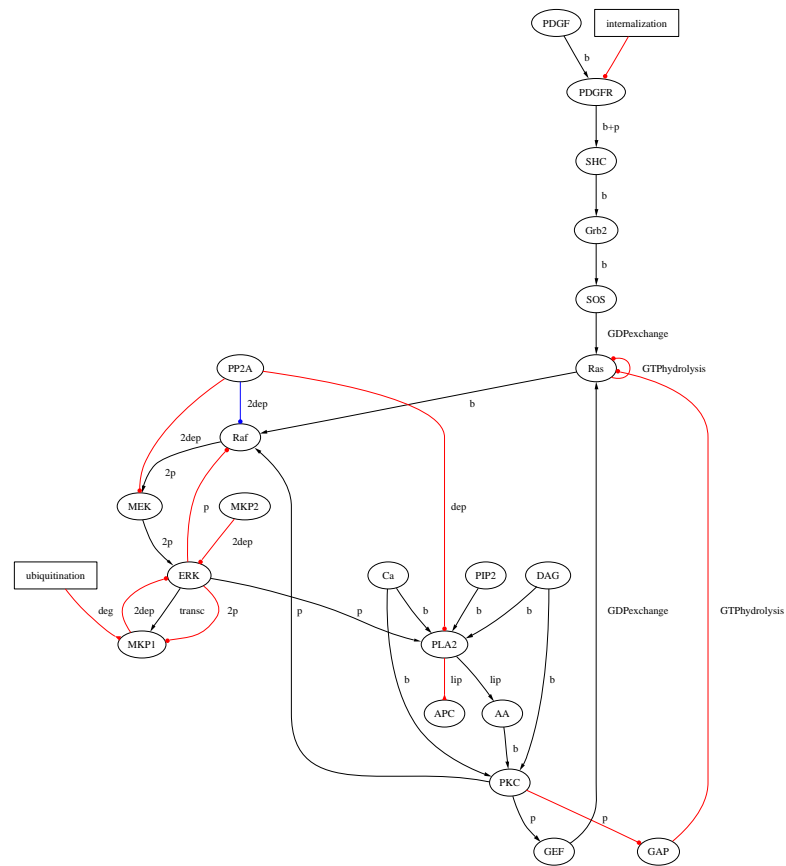 PDGF
internalization
b
PDGFR
b+p
SHC
b
Grb2
b
SOS
GDPexchange
PP2A
Ras
GTPhydrolysis
2dep
b
2dep
Raf
2p
MEK
p
MKP2
dep
2p
2dep
ubiquitination
ERK
Ca
PIP2
DAG
deg
2dep
transc
2p
p
p
b
b
b
GDPexchange
GTPhydrolysis
MKP1
PLA2
b
lip
lip
b
APC
AA
b
PKC
p
p
GEF
GAP